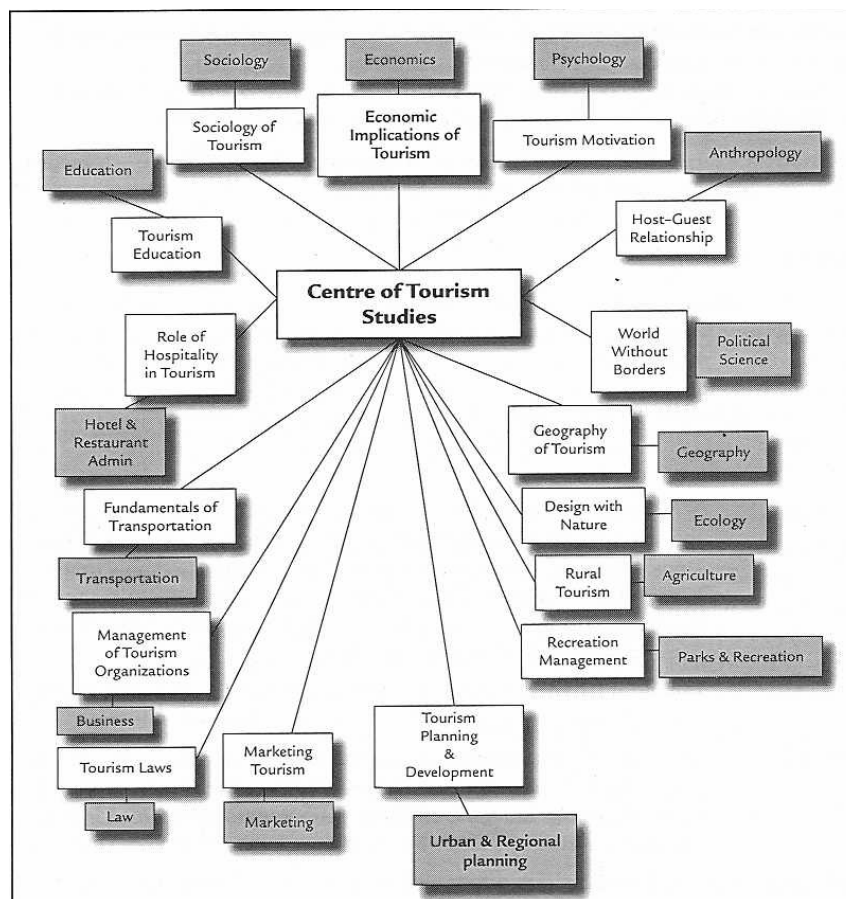 Sociology
Economics
Psychology
Sociology of
Tourism
Economic
Implications of
Tourism
Tourism Motivation
Anthropology
Education
Host–Guest
Relationship
Tourism
Education
Centre of Tourism
Studies
Role of
Hospitality
in Tourism
World
Without
Borders
Political
Science
Hotel &
Restaurant
Admin
Geography
of Tourism
Geography
Fundamentals of
Transportation
Design with
Nature
Ecology
Transportation
Rural
Tourism
Agriculture
Management
of Tourism
Organizations
Recreation
Management
Parks & Recreation
Business
Tourism Laws
Marketing
Tourism
Tourism
Planning
&
Development
Law
Marketing
Urban & Regional
planning